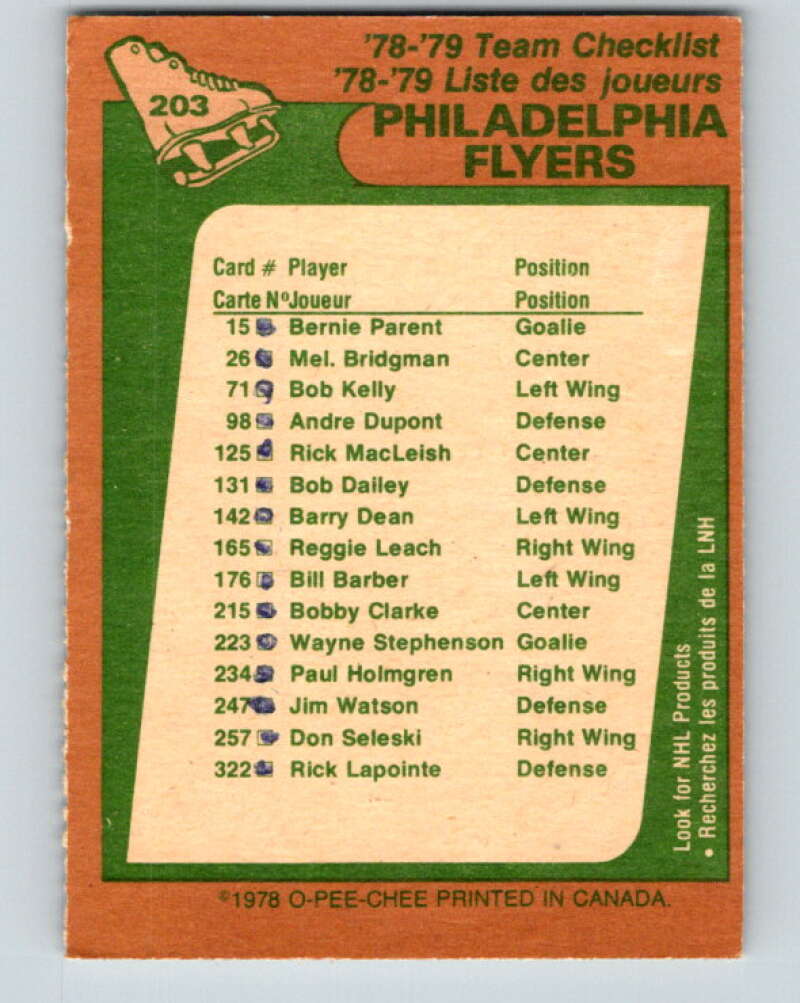 '78-'79 Team Checklist
'78-'79 Liste des joueurs
203
PHILADELPHIA
FLYERS
Card # Player Position
Carte Nº Joueur Position
15 Bernie Parent Goalie
26 Mel. Bridgman Center
71 Bob Kelly Left Wing
98 Andre Dupont Defense
125 Rick MacLeish Center
131 Bob Dailey Defense
142 Barry Dean Left Wing
165 Reggie Leach Right Wing
176 Bill Barber Left Wing
215 Bobby Clarke Center
223 Wayne Stephenson Goalie
234 Paul Holmgren Right Wing
247 Jim Watson Defense
257 Don Seleski Right Wing
322 Rick Lapointe Defense
Look for NHL Products
• Recherchez les produits de la LNH
©1978 O-PEE-CHEE PRINTED IN CANADA.